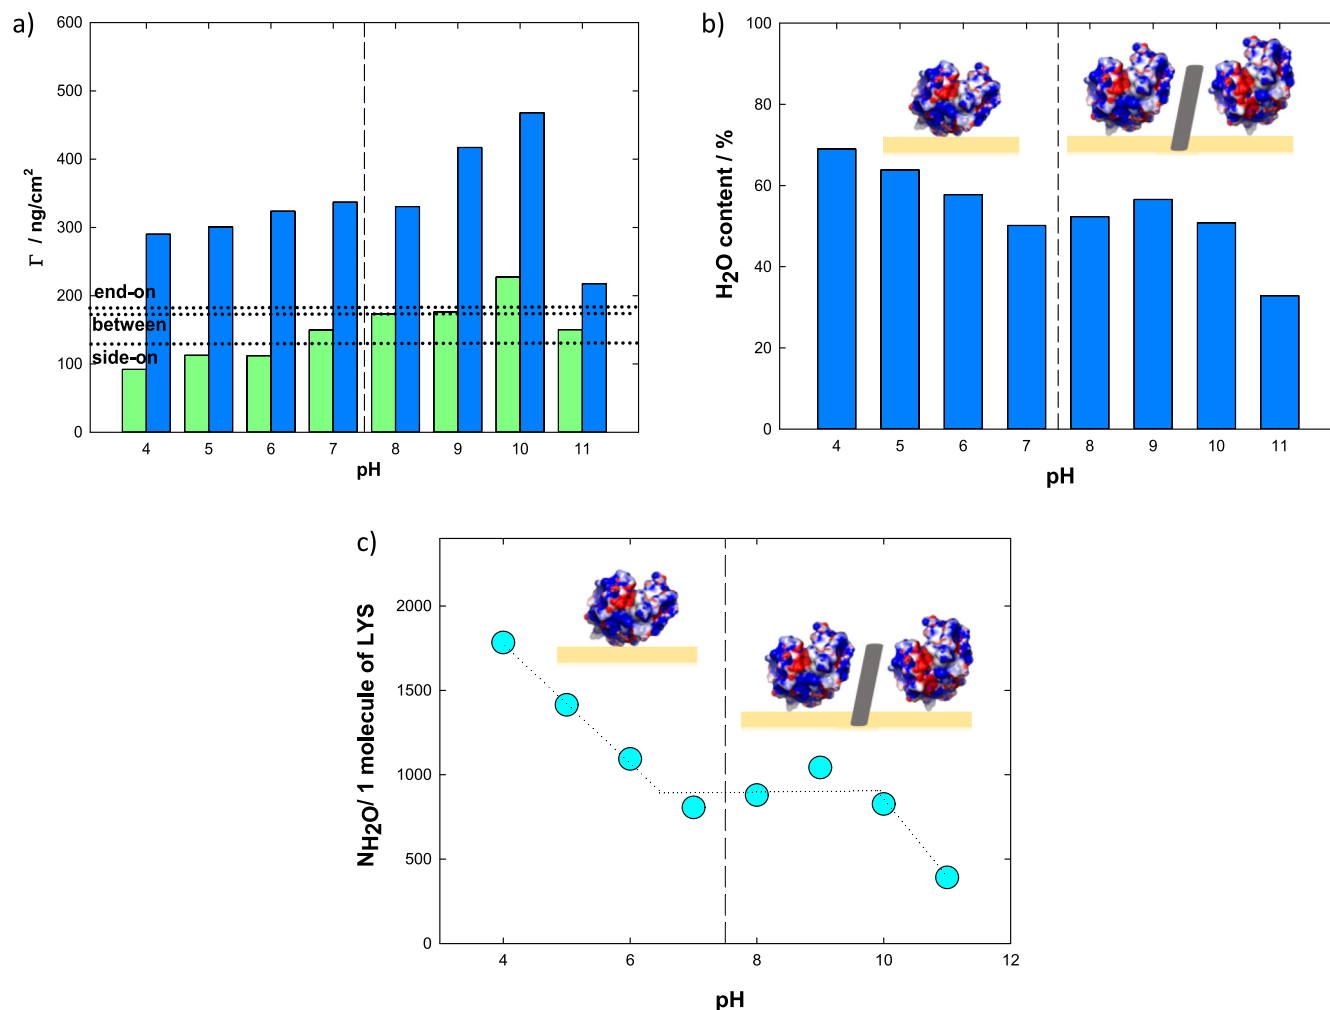 a)
600
500
400
300
200
100
0
Γ / ng/cm²
end-on
between
side-on
4 5 6 7 8 9 10 11
pH
b)
100
80
60
40
20
0
H₂O content / %
4 5 6 7 8 9 10 11
pH
c)
2000
1500
1000
500
0
N_H₂O/ 1 molecule of LYS
4 6 8 10 12
pH